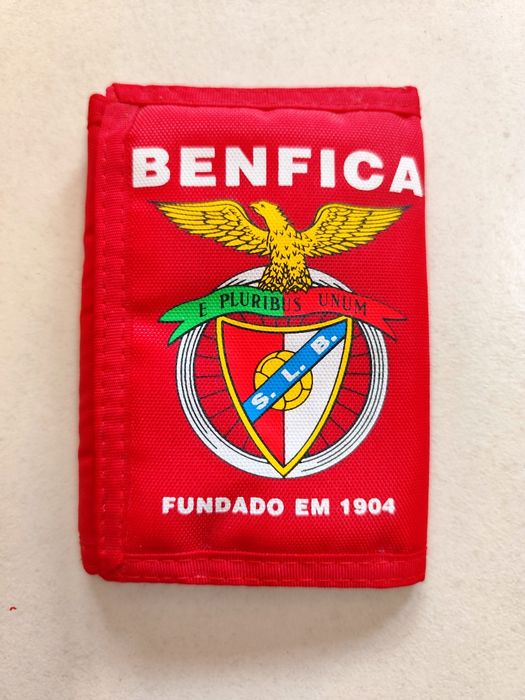 BENFICA
E PLURIBUS UNUM
S. L. B.
FUNDADO EM 1904